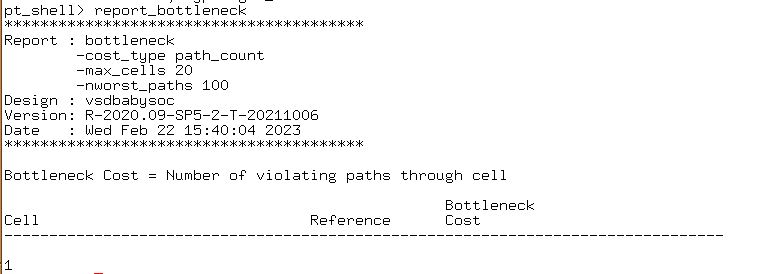 pt_shell> report_bottleneck
****************************************
Report : bottleneck
        -cost_type path_count
        -max_cells 20
        -nworst_paths 100
Design : vsdbabysoc
Version: R-2020.09-SP5-2-T-20211006
Date   : Wed Feb 22 15:40:04 2023
****************************************

Bottleneck Cost = Number of violating paths through cell

                                                 Bottleneck
Cell                              Reference      Cost
--------------------------------------------------------------------------------

1